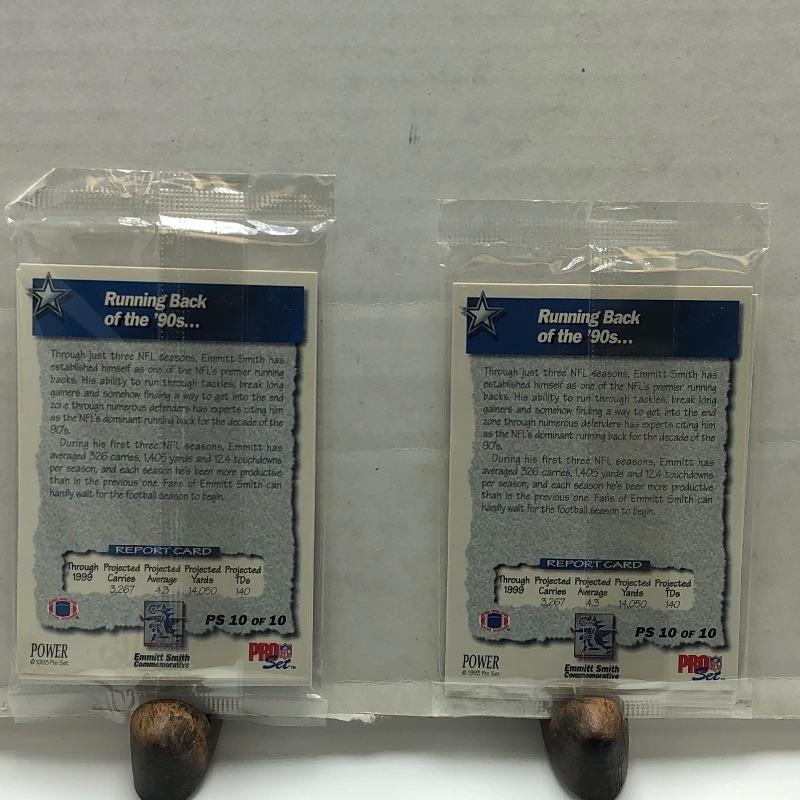 Running Back
of the '90s...
Through just three NFL seasons, Emmitt Smith has
established himself as one of the NFL's premier running
backs. His ability to run through tackles, break long
gainers and somehow finding a way to get into the end
zone through numerous defenders has experts citing him
as the NFL's dominant running back for the decade of the
90's.
During his first three NFL seasons, Emmitt has
averaged 326 carries, 1,405 yards and 12.4 touchdowns
per season, and each season he's been more productive
than in the previous one. Fans of Emmitt Smith can
hardly wait for the football season to begin.
REPORT CARD
Through Projected Projected Projected Projected
1999 Carries Average Yards TDs
3,267 4.3 14,050 140
PS 10 OF 10
POWER
© 1993 Pro Set
Emmitt Smith
Commemorative
PRO
Set™
Running Back
of the '90s...
Through just three NFL seasons, Emmitt Smith has
established himself as one of the NFL's premier running
backs. His ability to run through tackles, break long
gainers and somehow finding a way to get into the end
zone through numerous defenders has experts citing him
as the NFL's dominant running back for the decade of the
90's.
During his first three NFL seasons, Emmitt has
averaged 326 carries, 1,405 yards and 12.4 touchdowns
per season, and each season he's been more productive
than in the previous one. Fans of Emmitt Smith can
hardly wait for the football season to begin.
REPORT CARD
Through Projected Projected Projected Projected
1999 Carries Average Yards TDs
3,267 4.3 14,050 140
PS 10 OF 10
POWER
© 1993 Pro Set
Emmitt Smith
Commemorative
PRO
Set™